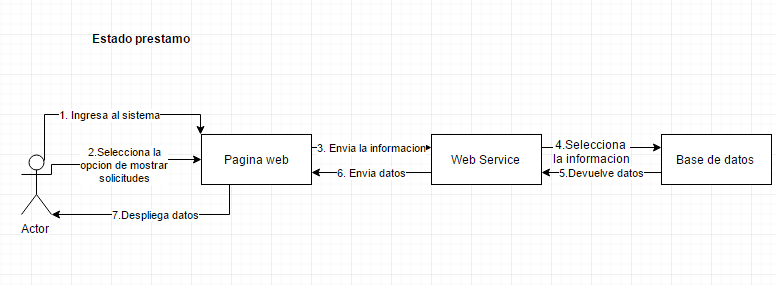 Estado prestamo
1. Ingresa al sistema
2.Selecciona la
opcion de mostrar
solicitudes
Pagina web
3. Envia la informacion
Web Service
4.Selecciona
la informacion
Base de datos
6. Envia datos
5.Devuelve datos
7.Despliega datos
Actor